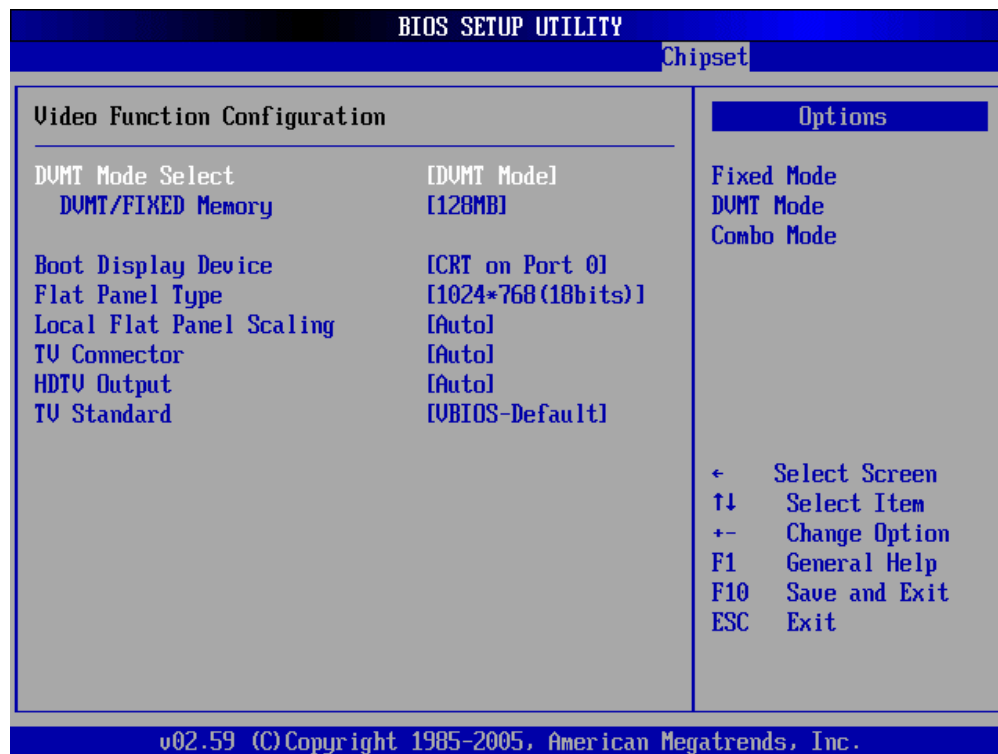 BIOS SETUP UTILITY
Chipset
Video Function Configuration
DVMT Mode Select [DVMT Mode]
DVMT/FIXED Memory [128MB]
Boot Display Device [CRT on Port 0]
Flat Panel Type [1024*768(18bits)]
Local Flat Panel Scaling [Auto]
TV Connector [Auto]
HDTV Output [Auto]
TV Standard [VBIOS-Default]
Options
Fixed Mode
DVMT Mode
Combo Mode
← Select Screen
↑↓ Select Item
+- Change Option
F1 General Help
F10 Save and Exit
ESC Exit
v02.59 (C)Copyright 1985-2005, American Megatrends, Inc.